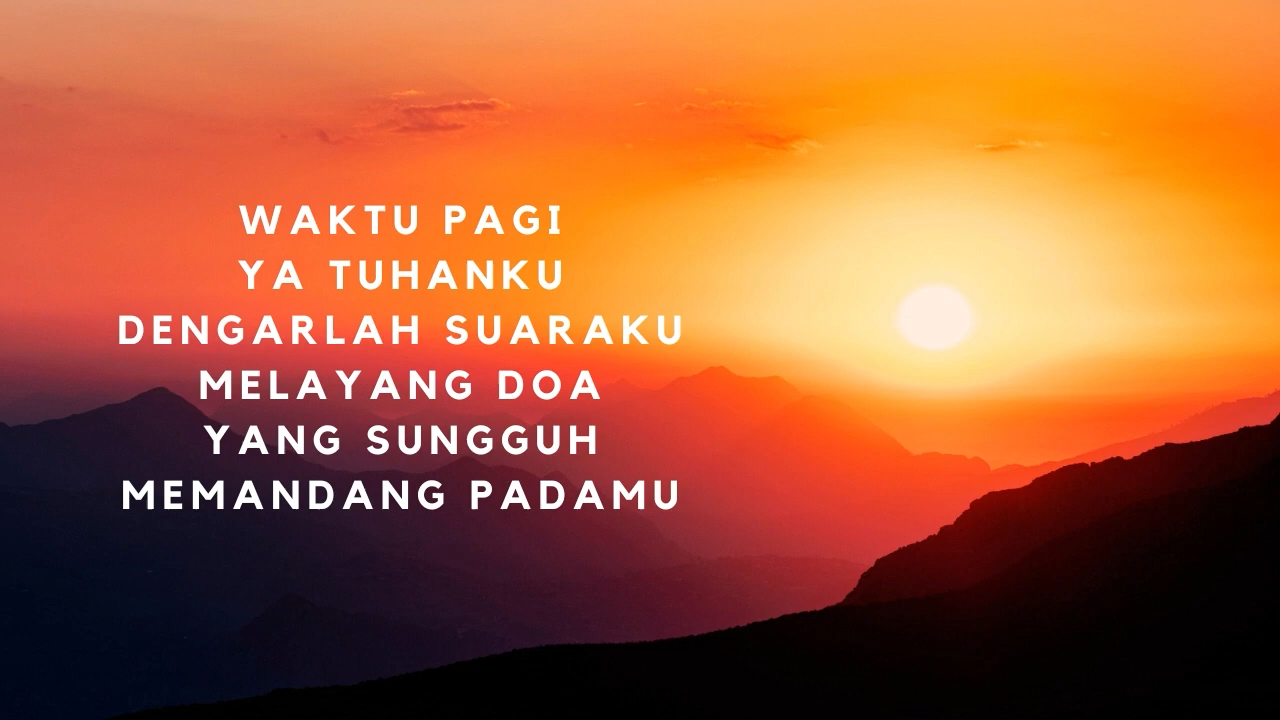 WAKTU PAGI
YA TUHANKU
DENGARLAH SUARAKU
MELAYANG DOA
YANG SUNGGUH
MEMANDANG PADAMU